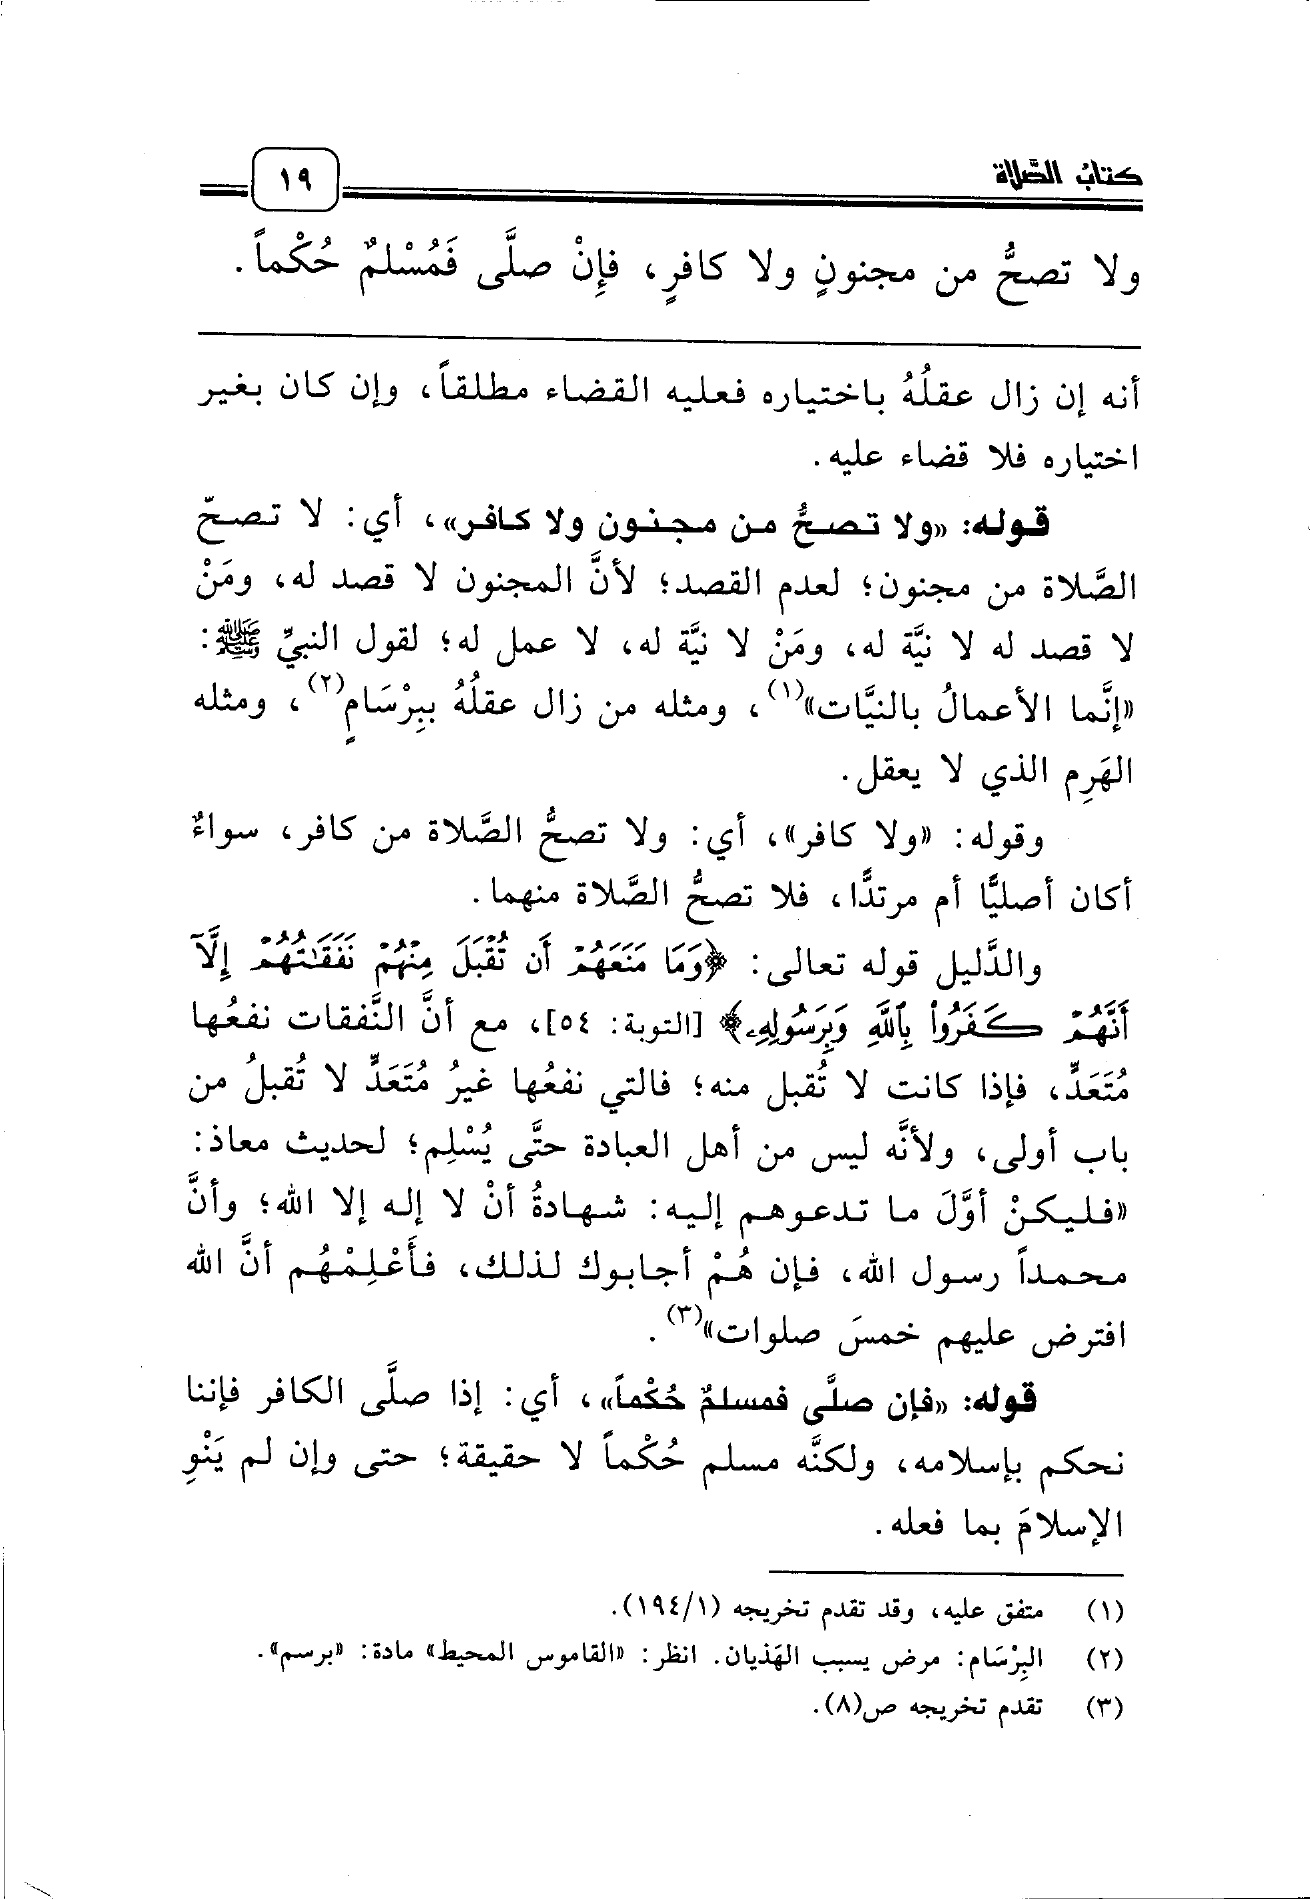 كتاب الصَّلاة
١٩
ولا تصحُّ من مجنونٍ ولا كافرٍ، فإِنْ صلَّى فَمُسْلمٌ حُكْماً.
أنه إن زال عقلُهُ باختياره فعليه القضاء مطلقاً، وإن كان بغير
اختياره فلا قضاء عليه.
قوله: «ولا تصحُّ من مجنون ولا كافر»، أي: لا تصحّ
الصَّلاة من مجنون؛ لعدم القصد؛ لأنَّ المجنون لا قصد له، ومَنْ
لا قصد له لا نيَّة له، ومَنْ لا نيَّة له، لا عمل له؛ لقول النبيِّ ﷺ:
«إنَّما الأعمالُ بالنيَّات»(١)، ومثله من زال عقلُهُ ببِرْسَامٍ(٢)، ومثله
الهَرِم الذي لا يعقل.
وقوله: «ولا كافر»، أي: ولا تصحُّ الصَّلاة من كافر، سواءٌ
أكان أصليًّا أم مرتدًّا، فلا تصحُّ الصَّلاة منهما.
والدَّليل قوله تعالى: ﴿وَمَا مَنَعَهُمْ أَن تُقْبَلَ مِنْهُمْ نَفَقَـٰتُهُمْ إِلَّآ
أَنَّهُمْ كَفَرُوا۟ بِٱللَّهِ وَبِرَسُولِهِۦ﴾ [التوبة: ٥٤]، مع أنَّ النَّفقات نفعُها
مُتَعَدٍّ، فإذا كانت لا تُقبل منه؛ فالتي نفعُها غيرُ مُتَعَدٍّ لا تُقبلُ من
باب أولى، ولأنَّه ليس من أهل العبادة حتَّى يُسْلِم؛ لحديث معاذ:
«فليكنْ أوَّلَ ما تدعوهم إليه: شهادةُ أنْ لا إله إلا الله؛ وأنَّ
محمداً رسول الله، فإن هُمْ أجابوك لذلك، فأَعْلِمْهُم أنَّ الله
افترض عليهم خمسَ صلوات»(٣).
قوله: «فإن صلَّى فمسلمٌ حُكْماً»، أي: إذا صلَّى الكافر فإننا
نحكم بإسلامه، ولكنَّه مسلم حُكْماً لا حقيقة؛ حتى وإن لم يَنْوِ
الإسلامَ بما فعله.
(١) متفق عليه، وقد تقدم تخريجه (١٩٤/١).
(٢) البِرْسَام: مرض يسبب الهَذيان. انظر: «القاموس المحيط» مادة: «برسم».
(٣) تقدم تخريجه ص(٨).